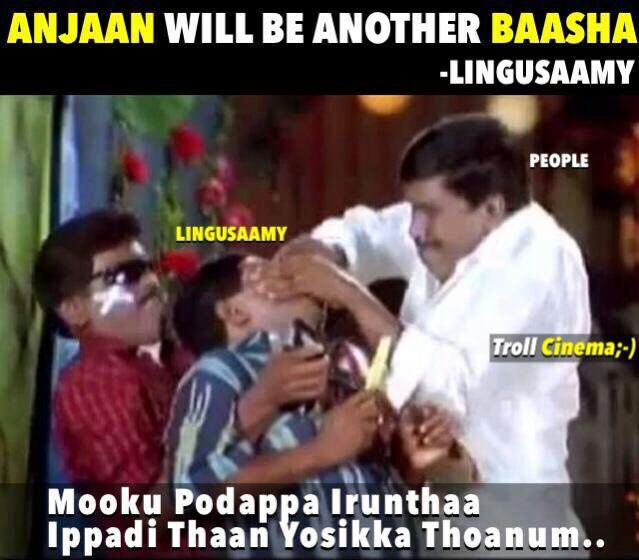 ANJAAN WILL BE ANOTHER BAASHA
-LINGUSAAMY
PEOPLE
LINGUSAAMY
Troll Cinema;-)
Mooku Podappa Irunthaa
Ippadi Thaan Yosikka Thoanum..